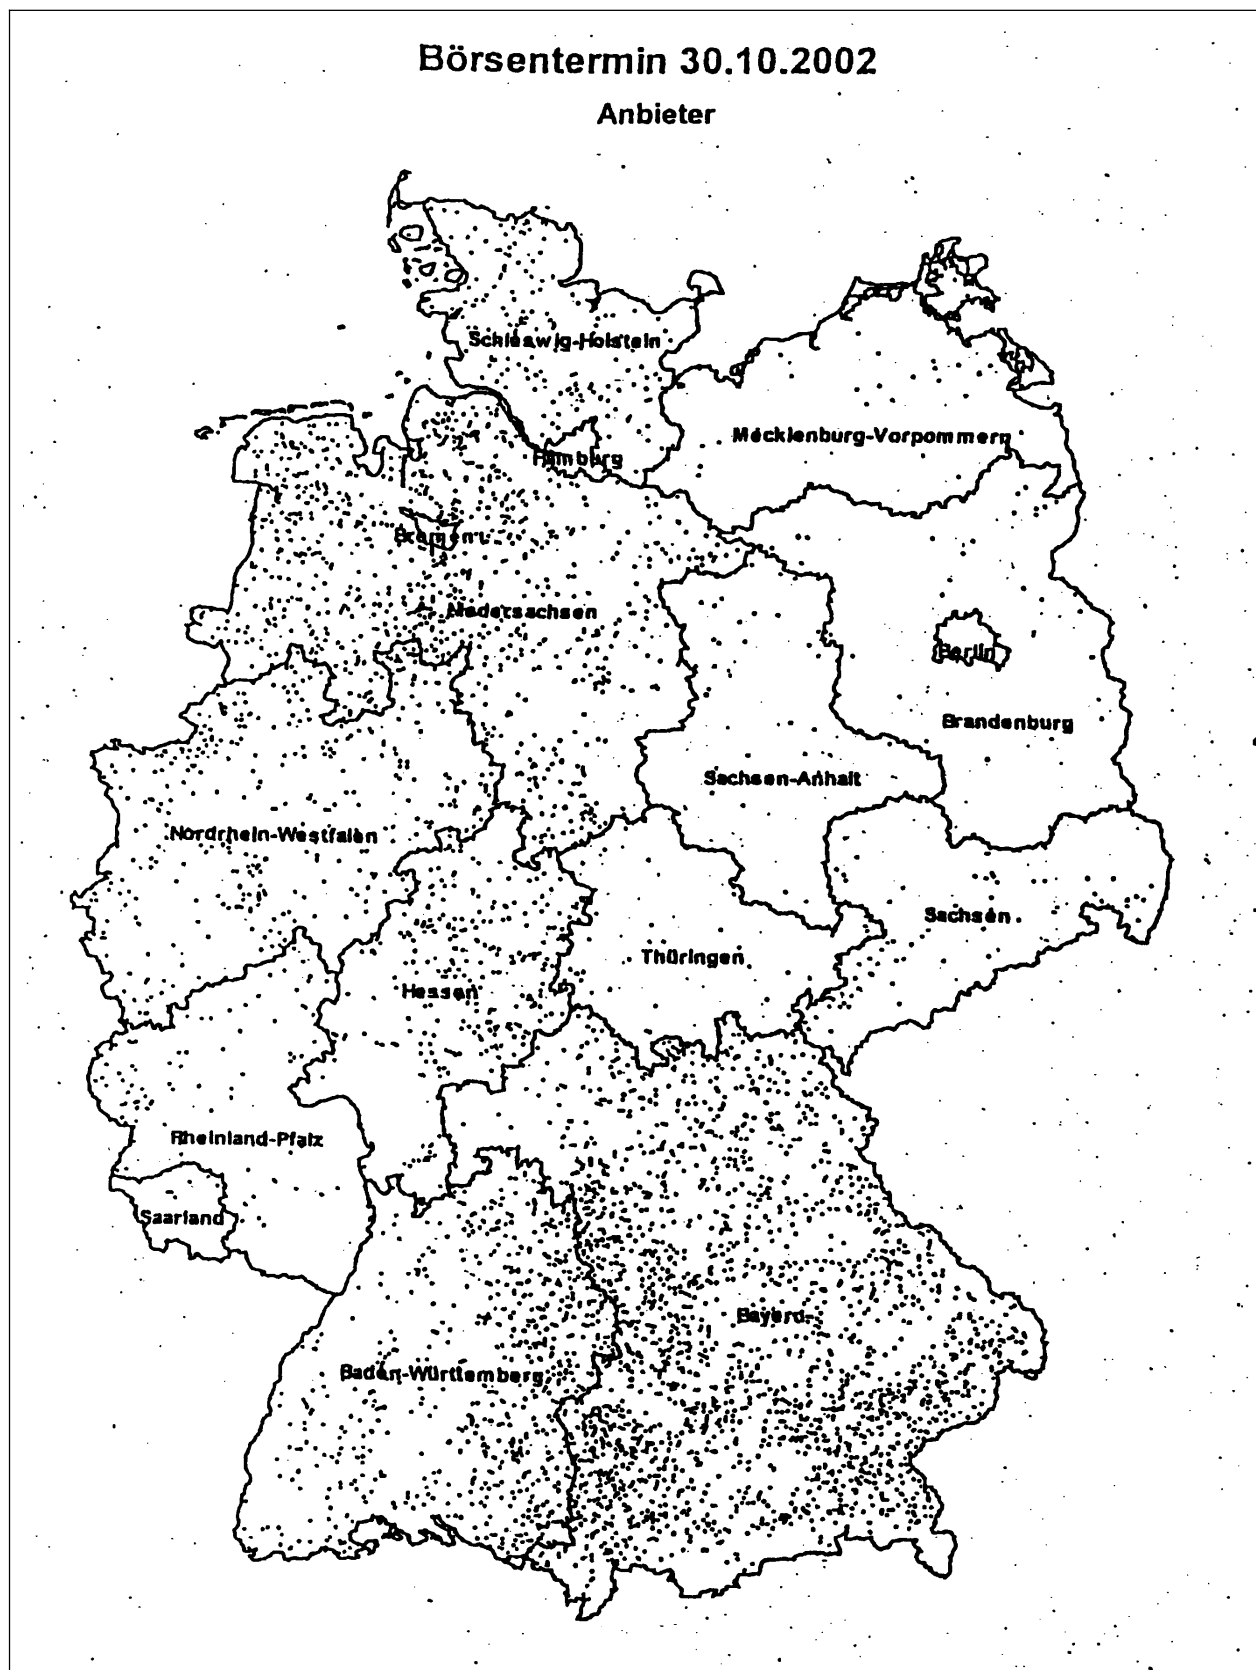 Börsentermin 30.10.2002
Anbieter
Schleswig-Holstein
Mecklenburg-Vorpommern
Hamburg
Bremen
Niedersachsen
Berlin
Brandenburg
Sachsen-Anhalt
Nordrhein-Westfalen
Sachsen
Thüringen
Hessen
Rheinland-Pfalz
Saarland
Bayern
Baden-Württemberg